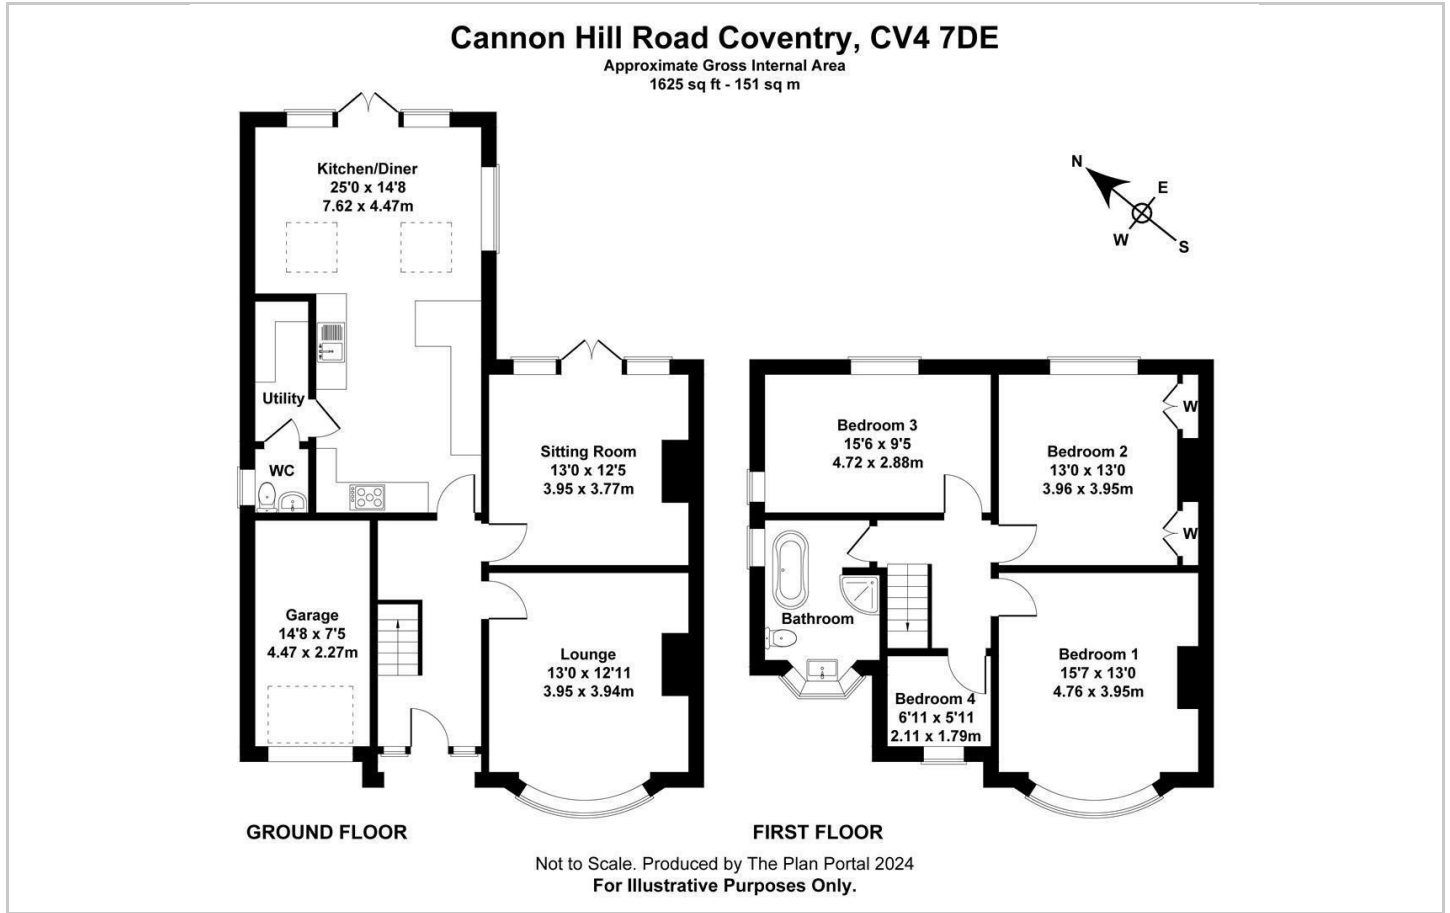 Cannon Hill Road Coventry, CV4 7DE
Approximate Gross Internal Area
1625 sq ft - 151 sq m
N
E
W
S
Kitchen/Diner
25'0 x 14'8
7.62 x 4.47m
Utility
WC
Sitting Room
13'0 x 12'5
3.95 x 3.77m
Garage
14'8 x 7'5
4.47 x 2.27m
Lounge
13'0 x 12'11
3.95 x 3.94m
GROUND FLOOR
Bedroom 3
15'6 x 9'5
4.72 x 2.88m
Bedroom 2
13'0 x 13'0
3.96 x 3.95m
W
W
Bathroom
Bedroom 1
15'7 x 13'0
4.76 x 3.95m
Bedroom 4
6'11 x 5'11
2.11 x 1.79m
FIRST FLOOR
Not to Scale. Produced by The Plan Portal 2024
For Illustrative Purposes Only.